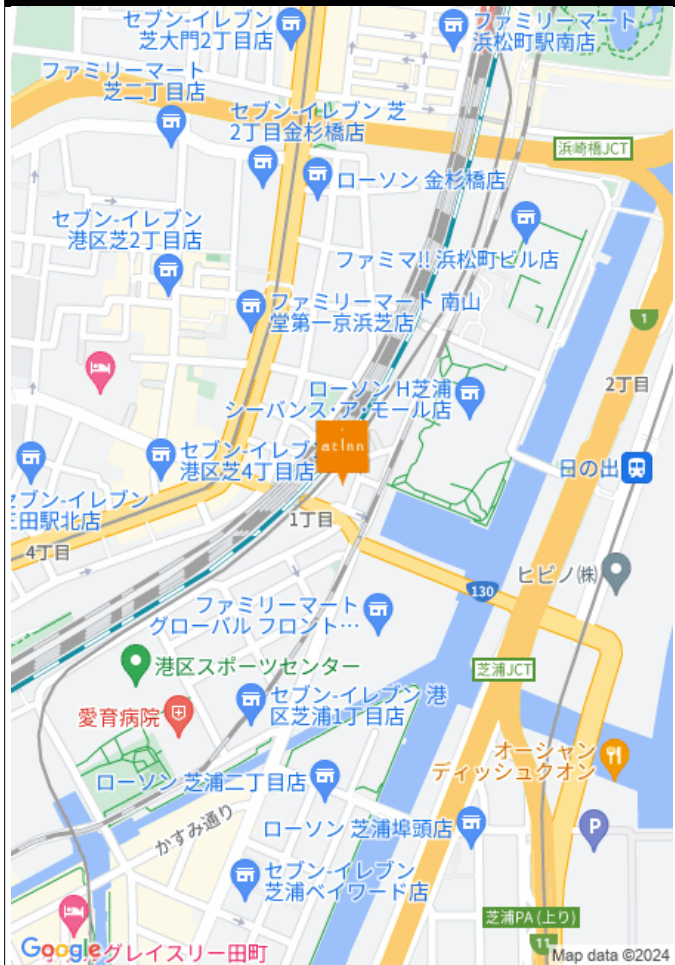 セブン-イレブン
芝大門2丁目店
ファミリーマート
浜松町駅南店
ファミリーマート
芝二丁目店
セブン-イレブン 芝
2丁目金杉橋店
浜崎橋JCT
ローソン 金杉橋店
セブン-イレブン
港区芝2丁目店
ファミマ!! 浜松町ビル店
ファミリーマート 南山
堂第一京浜芝店
1
2丁目
ローソン H芝浦
シーバンス・ア・モール店
at Inn
セブン-イレブ
港区芝4丁目店
日の出
ブン-イレブン
三田駅北店
1丁目
4丁目
ヒビノ(株)
130
ファミリーマート
グローバル フロント…
港区スポーツセンター
芝浦JCT
愛育病院
セブン-イレブン 港
区芝浦1丁目店
オーシャン
ディッシュクオン
ローソン 芝浦二丁目店
かすみ通り
ローソン 芝浦埠頭店
P
セブン-イレブン
芝浦ベイワード店
芝浦PA(上り)
11
Google
グレイスリー田町
Map data ©2024